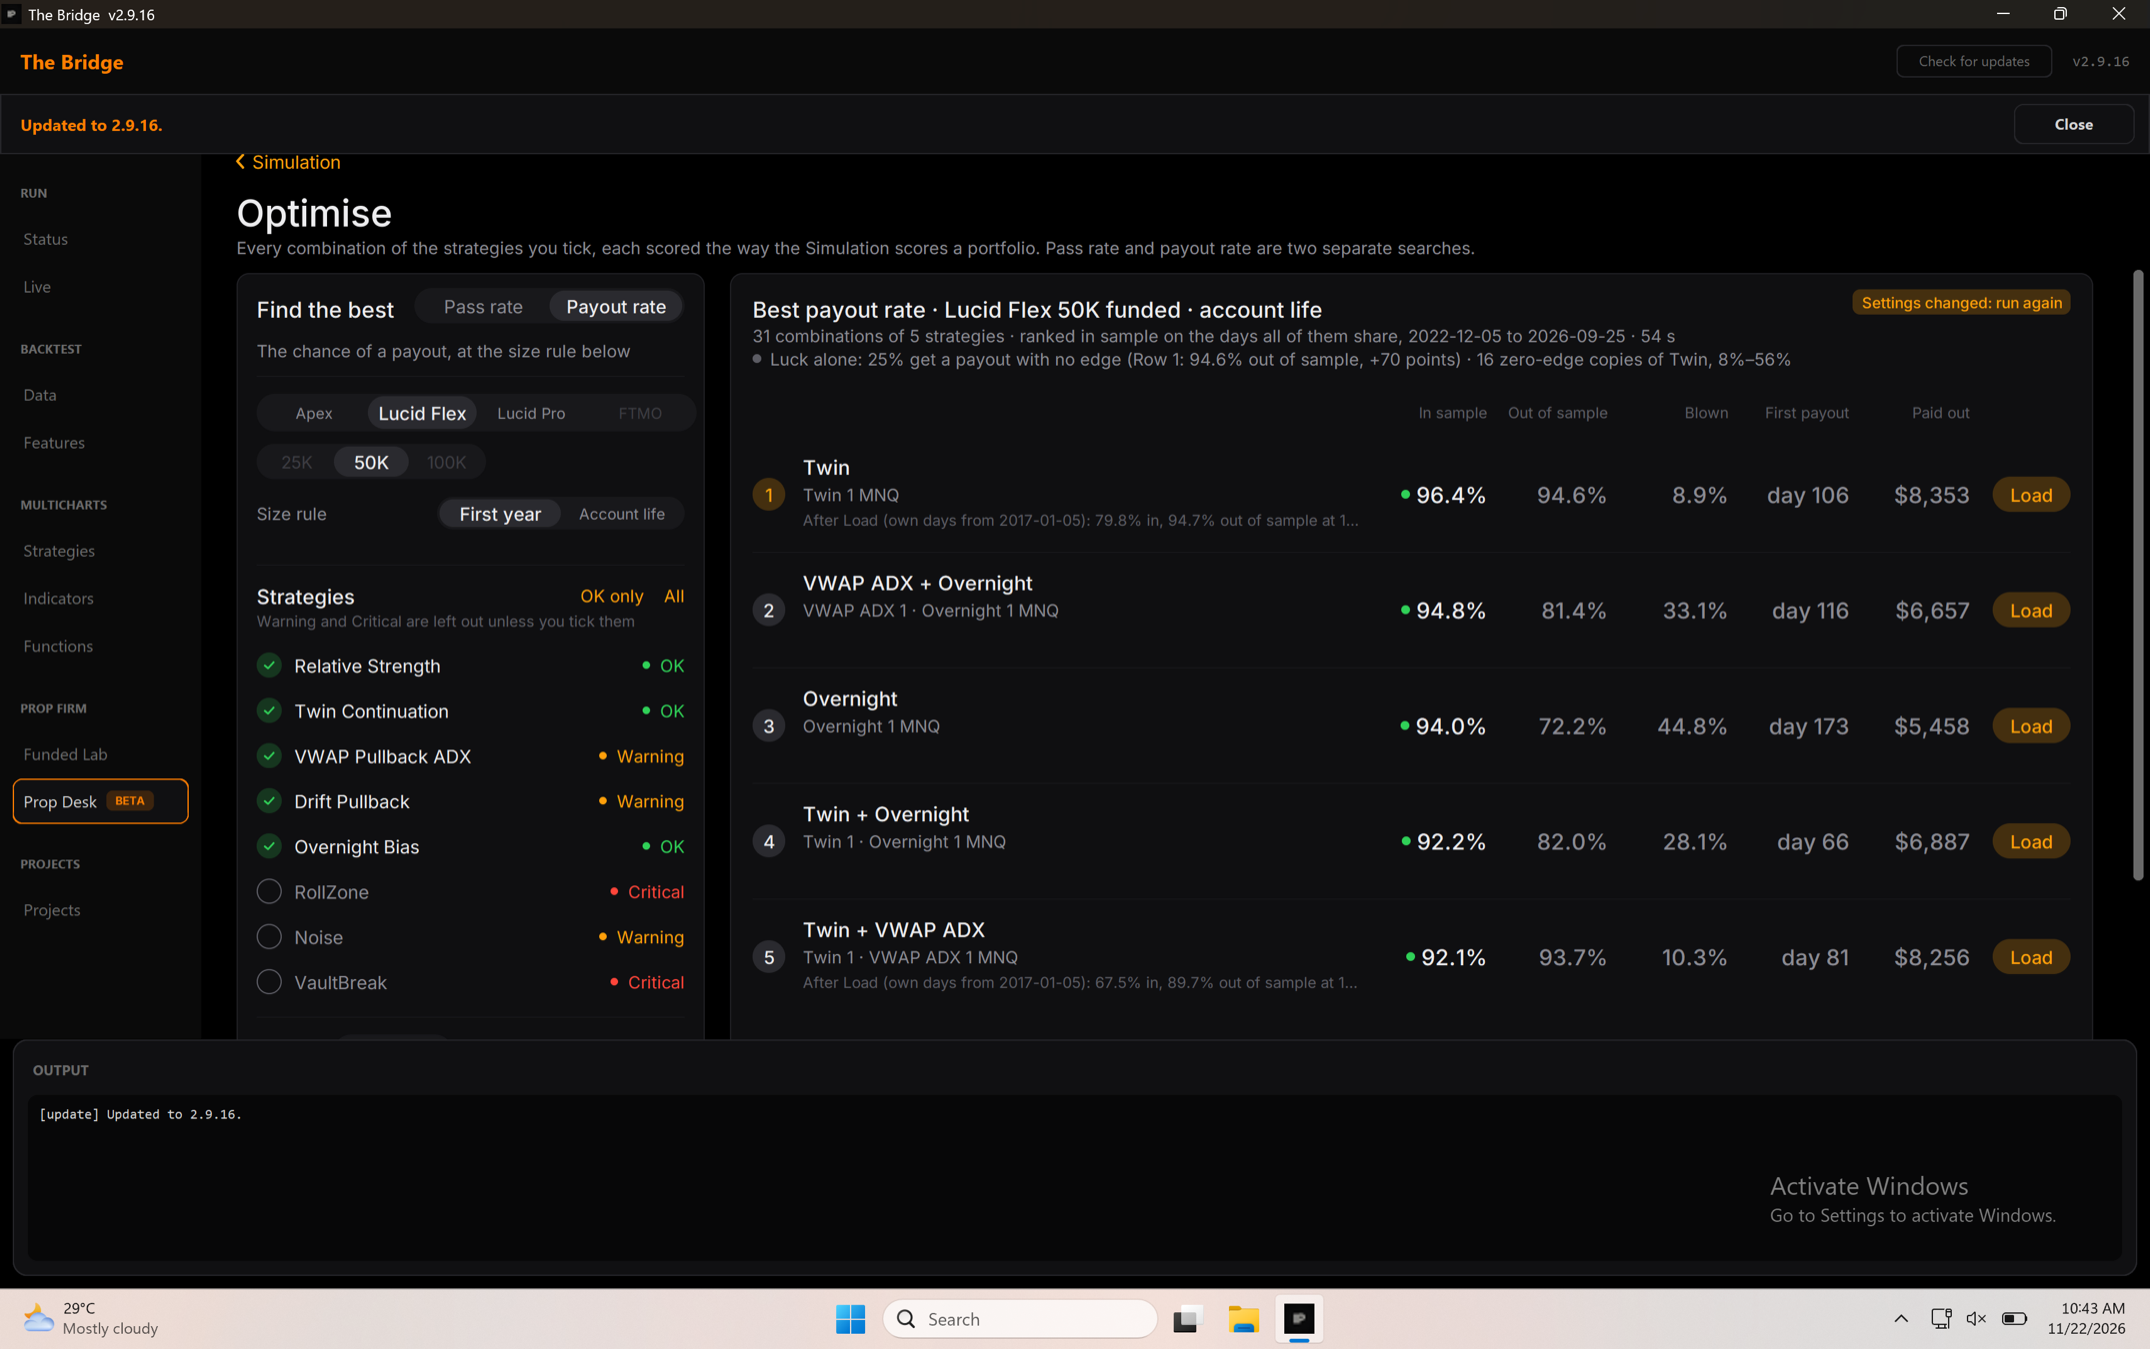 The Bridge v2.9.16
The Bridge
Check for updates
v2.9.16
Updated to 2.9.16.
Close
RUN
Status
Live
BACKTEST
Data
Features
MULTICHARTS
Strategies
Indicators
Functions
PROP FIRM
Funded Lab
Prop Desk BETA
PROJECTS
Projects
Simulation
Optimise
Every combination of the strategies you tick, each scored the way the Simulation scores a portfolio. Pass rate and payout rate are two separate searches.
Find the best Pass rate Payout rate
The chance of a payout, at the size rule below
Apex Lucid Flex Lucid Pro FTMO
25K 50K 100K
Size rule First year Account life
Strategies OK only All
Warning and Critical are left out unless you tick them
Relative Strength OK
Twin Continuation OK
VWAP Pullback ADX Warning
Drift Pullback Warning
Overnight Bias OK
RollZone Critical
Noise Warning
VaultBreak Critical
Best payout rate · Lucid Flex 50K funded · account life
Settings changed: run again
31 combinations of 5 strategies · ranked in sample on the days all of them share, 2022-12-05 to 2026-09-25 · 54 s
Luck alone: 25% get a payout with no edge (Row 1: 94.6% out of sample, +70 points) · 16 zero-edge copies of Twin, 8%–56%
In sample Out of sample Blown First payout Paid out
Twin
1 Twin 1 MNQ 96.4% 94.6% 8.9% day 106 $8,353 Load
After Load (own days from 2017-01-05): 79.8% in, 94.7% out of sample at 1...
VWAP ADX + Overnight
2 VWAP ADX 1 · Overnight 1 MNQ 94.8% 81.4% 33.1% day 116 $6,657 Load
Overnight
3 Overnight 1 MNQ 94.0% 72.2% 44.8% day 173 $5,458 Load
Twin + Overnight
4 Twin 1 · Overnight 1 MNQ 92.2% 82.0% 28.1% day 66 $6,887 Load
Twin + VWAP ADX
5 Twin 1 · VWAP ADX 1 MNQ 92.1% 93.7% 10.3% day 81 $8,256 Load
After Load (own days from 2017-01-05): 67.5% in, 89.7% out of sample at 1...
OUTPUT
[update] Updated to 2.9.16.
Activate Windows
Go to Settings to activate Windows.
29°C
Mostly cloudy
Search
10:43 AM
11/22/2026